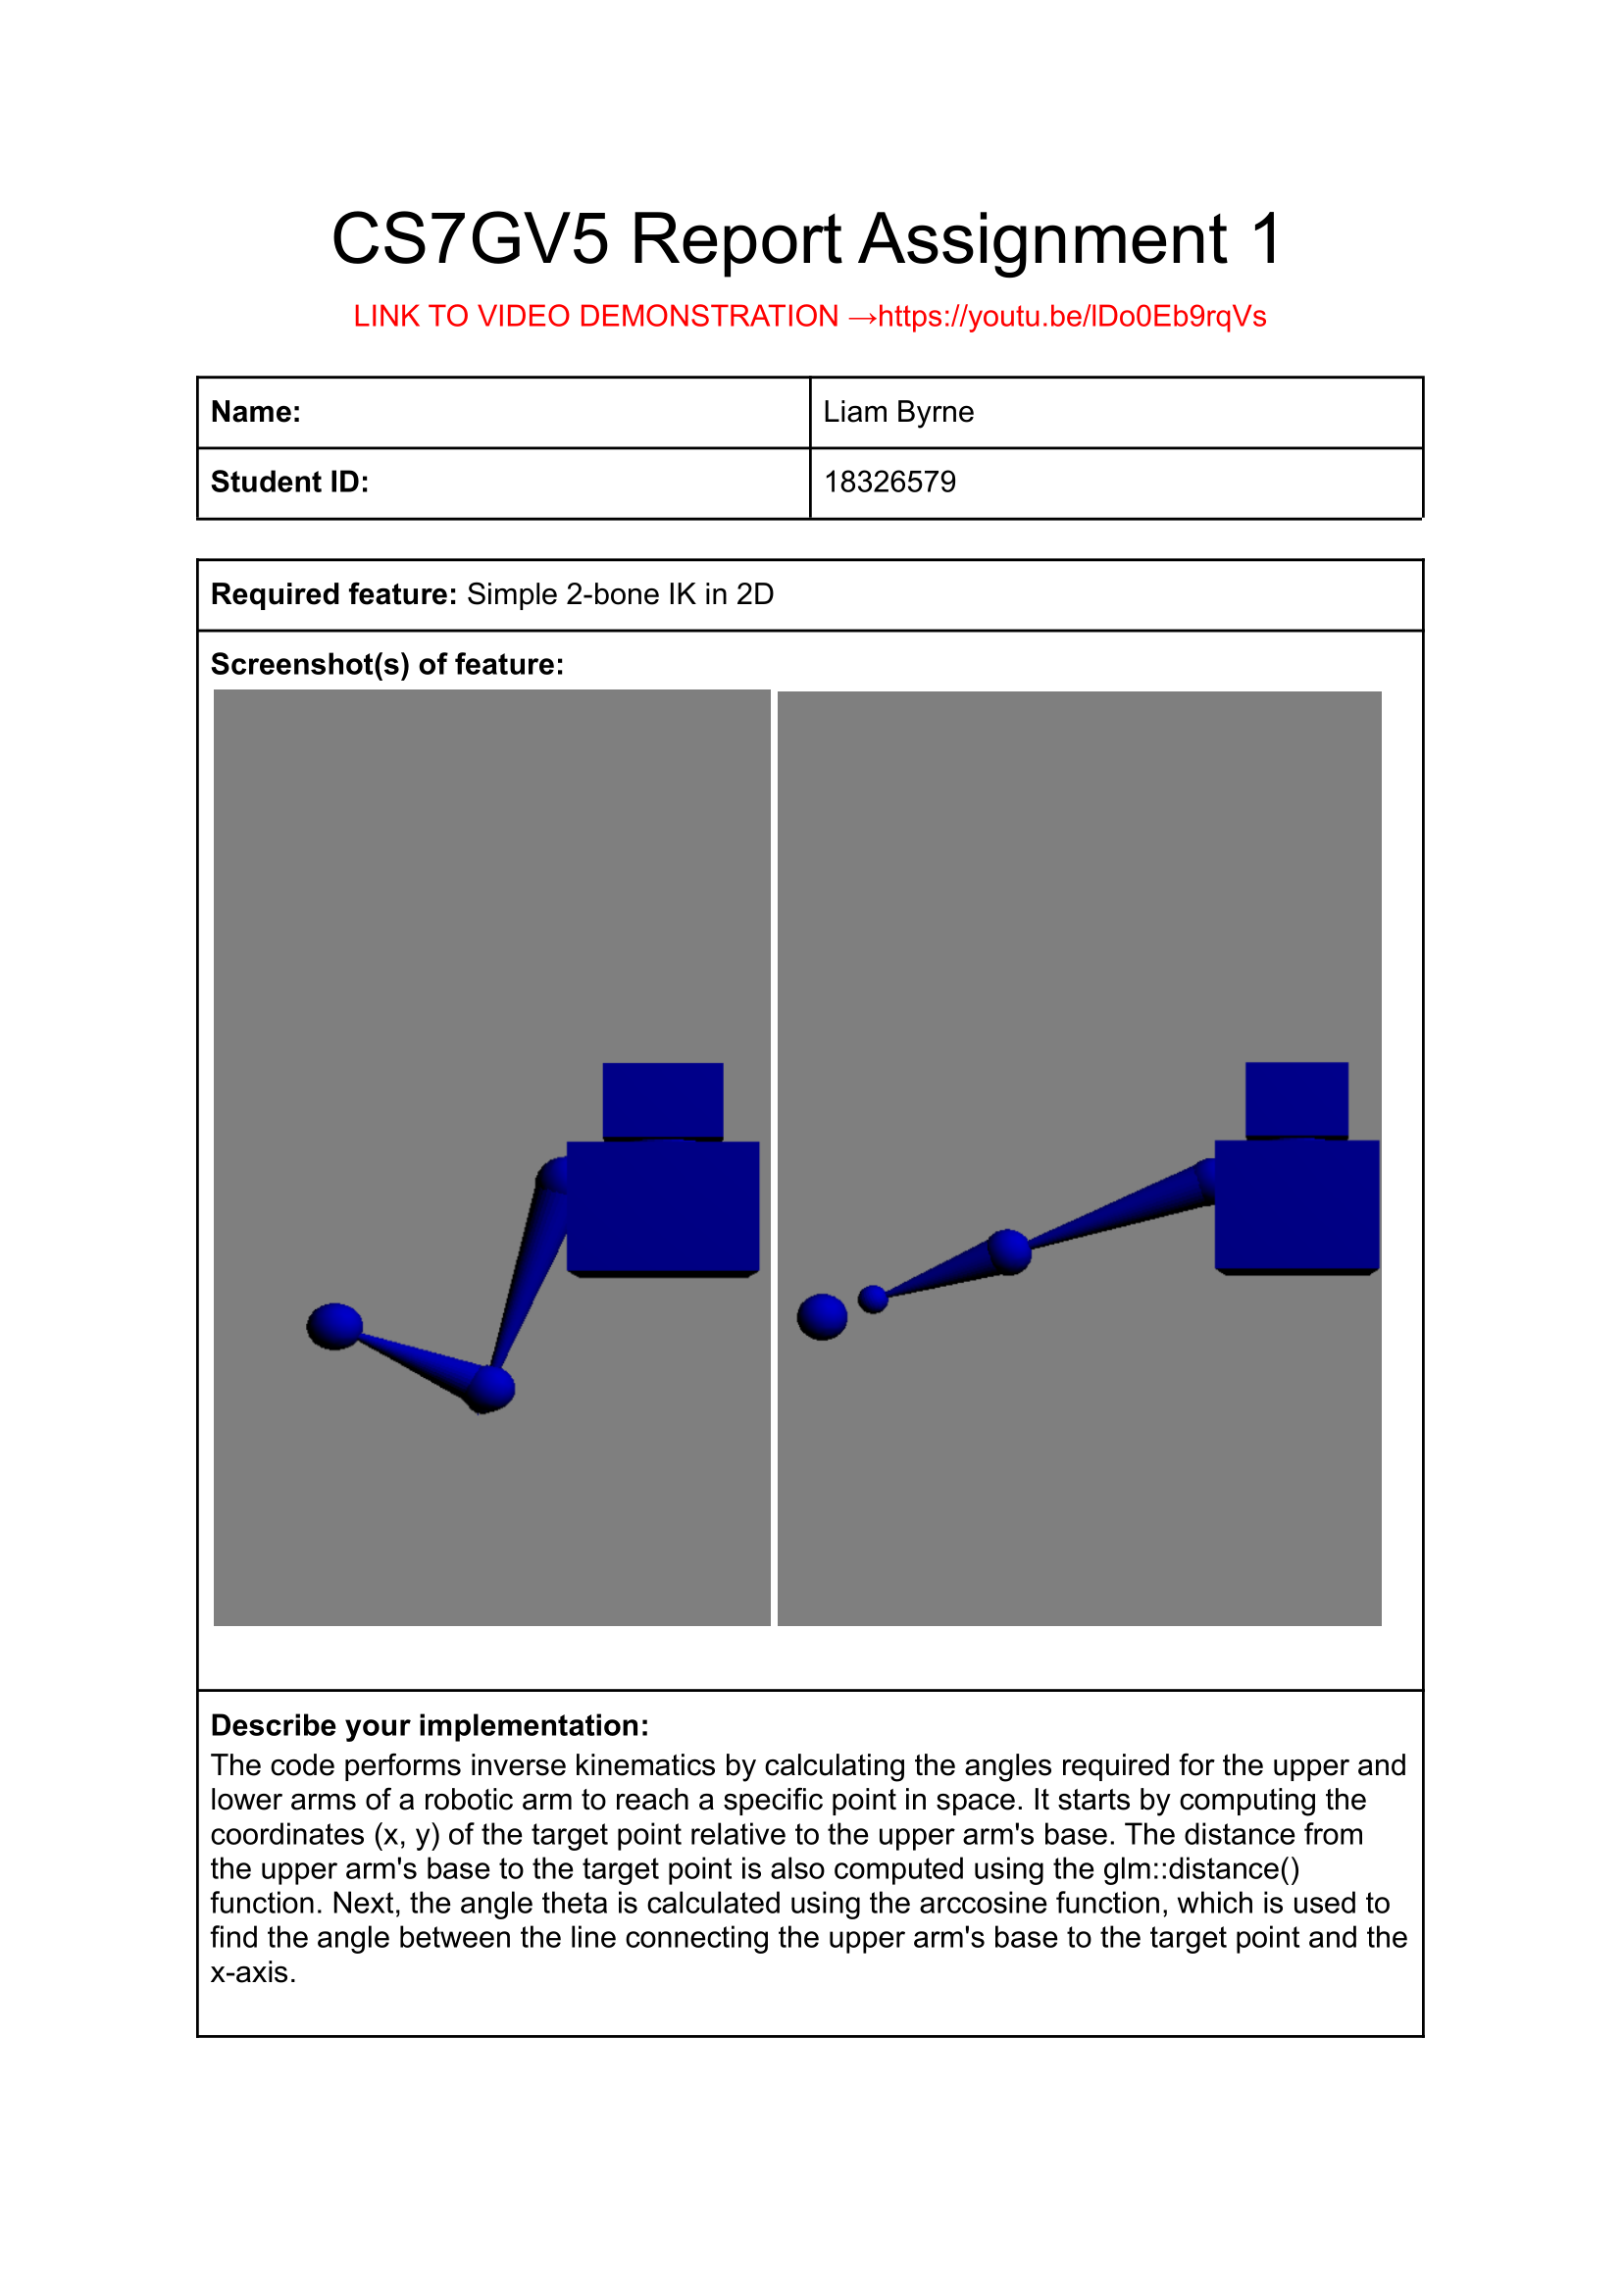 CS7GV5 Report Assignment 1
LINK TO VIDEO DEMONSTRATION →https://youtu.be/lDo0Eb9rqVs
Name: Liam Byrne
Student ID: 18326579
Required feature: Simple 2-bone IK in 2D
Screenshot(s) of feature:
Describe your implementation:
The code performs inverse kinematics by calculating the angles required for the upper and
lower arms of a robotic arm to reach a specific point in space. It starts by computing the
coordinates (x, y) of the target point relative to the upper arm's base. The distance from
the upper arm's base to the target point is also computed using the glm::distance()
function. Next, the angle theta is calculated using the arccosine function, which is used to
find the angle between the line connecting the upper arm's base to the target point and the
x-axis.